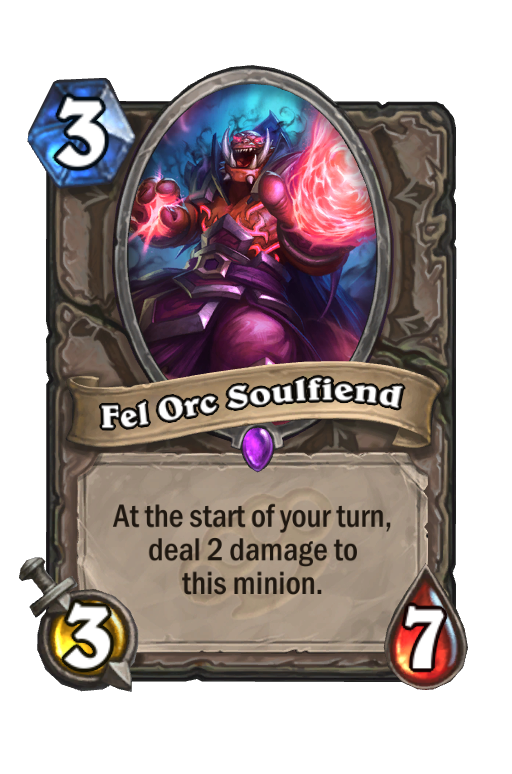 3
Fel Orc Soulfiend
At the start of your turn,
deal 2 damage to
this minion.
3
7